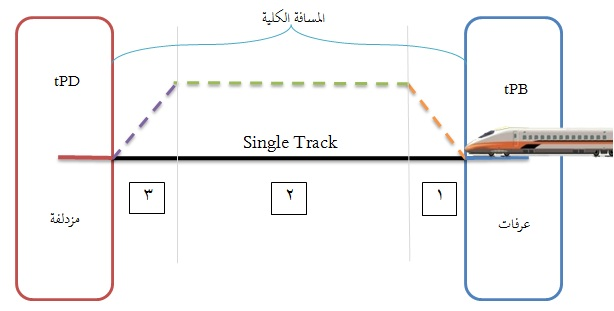 المسافة الكلية
tPD
tPB
Single Track
٣
٢
١
مزدلفة
عرفات